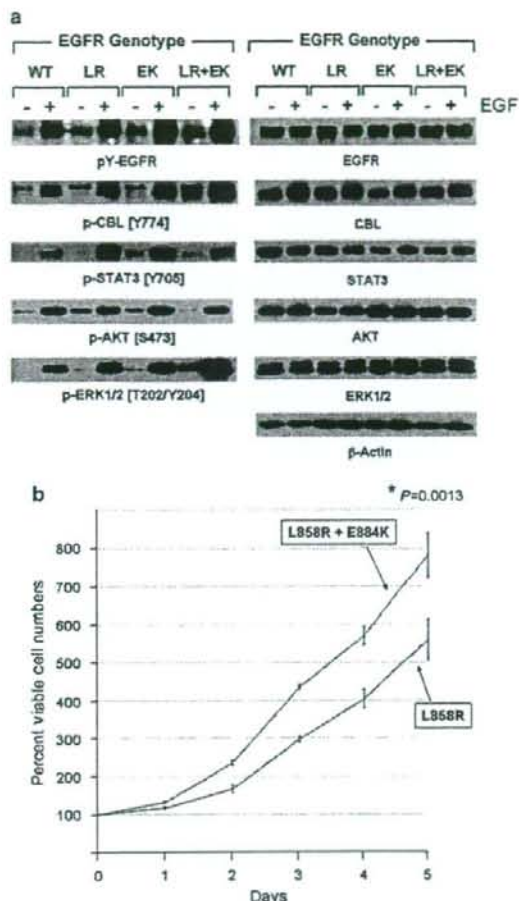 a
EGFR Genotype
WT LR EK LR+EK
- + - + - + - +
pY-EGFR
p-CBL [Y774]
p-STAT3 [Y705]
p-AKT [S473]
p-ERK1/2 [T202/Y204]
EGFR Genotype
WT LR EK LR+EK
- + - + - + - + EGF
EGFR
CBL
STAT3
AKT
ERK1/2
β-Actin
b
* P=0.0013
L858R + E884K
L858R
Percent viable cell numbers
800
700
600
500
400
300
200
100
0 1 2 3 4 5
Days